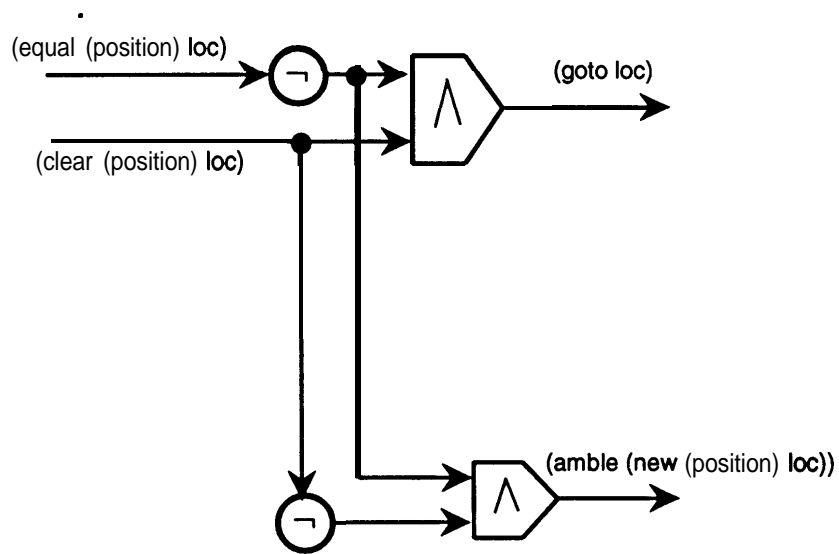 (equal (position) loc)
¬
∧
(goto loc)
(clear (position) loc)
(amble (new (position) loc))
∧
¬